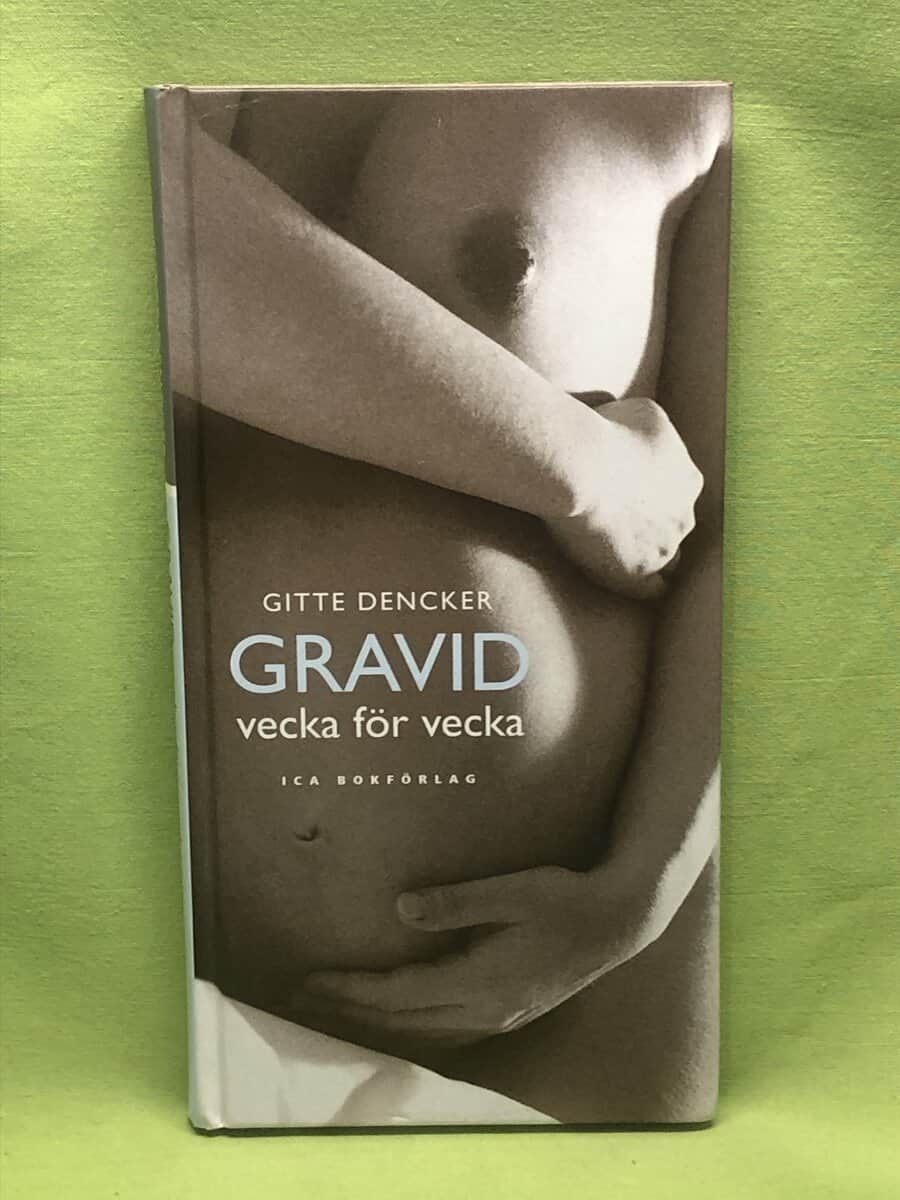 GITTE DENCKER
GRAVID
vecka för vecka
ICA BOKFÖRLAG